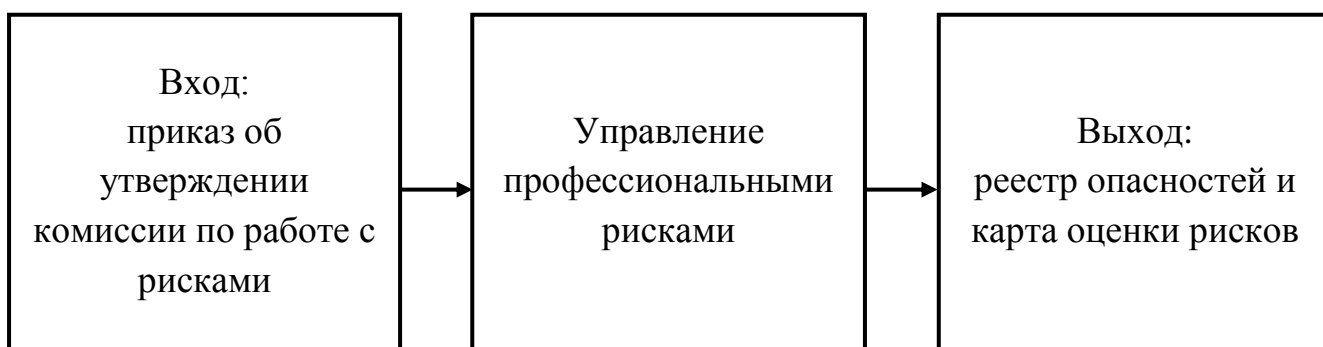 Вход:
приказ об
утверждении
комиссии по работе с
рисками
Управление
профессиональными
рисками
Выход:
реестр опасностей и
карта оценки рисков